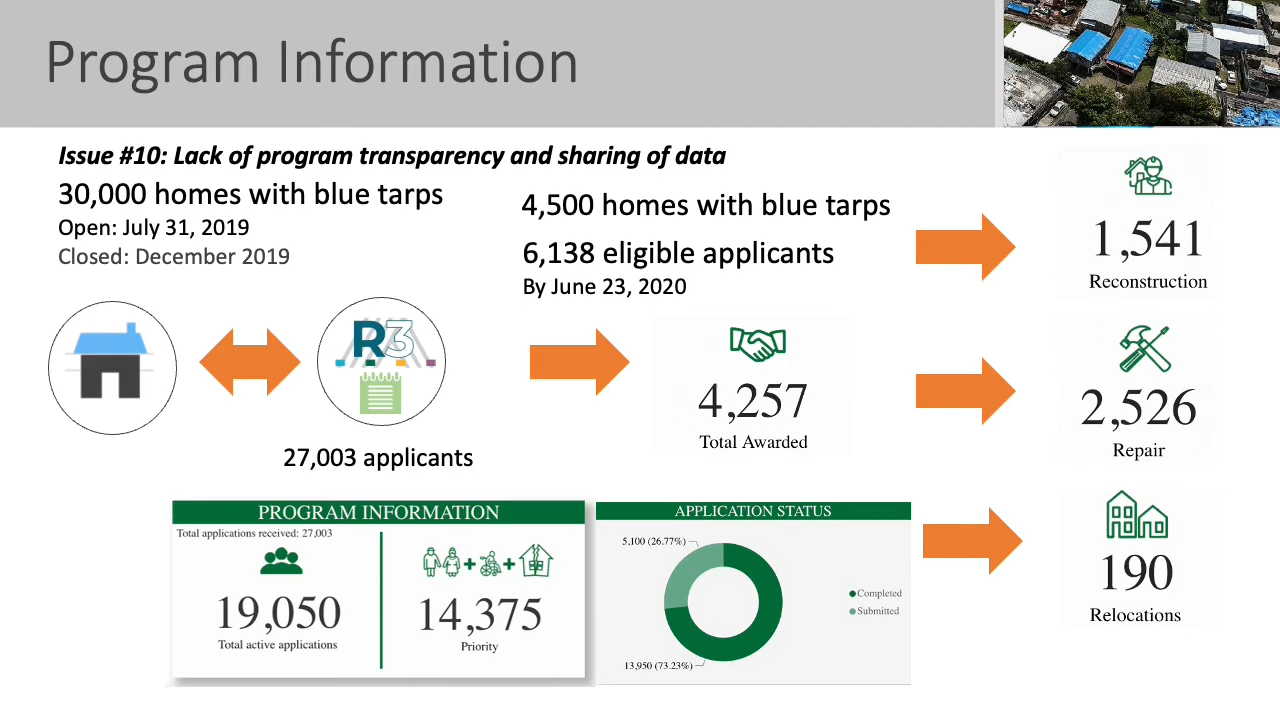 Program Information
Issue #10: Lack of program transparency and sharing of data
30,000 homes with blue tarps
Open: July 31, 2019
Closed: December 2019
4,500 homes with blue tarps
6,138 eligible applicants
By June 23, 2020
1,541
Reconstruction
R3
27,003 applicants
4,257
Total Awarded
2,526
Repair
190
Relocations
PROGRAM INFORMATION
Total applications received: 27,003
19,050
Total active applications
14,375
Priority
APPLICATION STATUS
5,100 (26.77%)
Completed
Submitted
13,950 (73.23%)